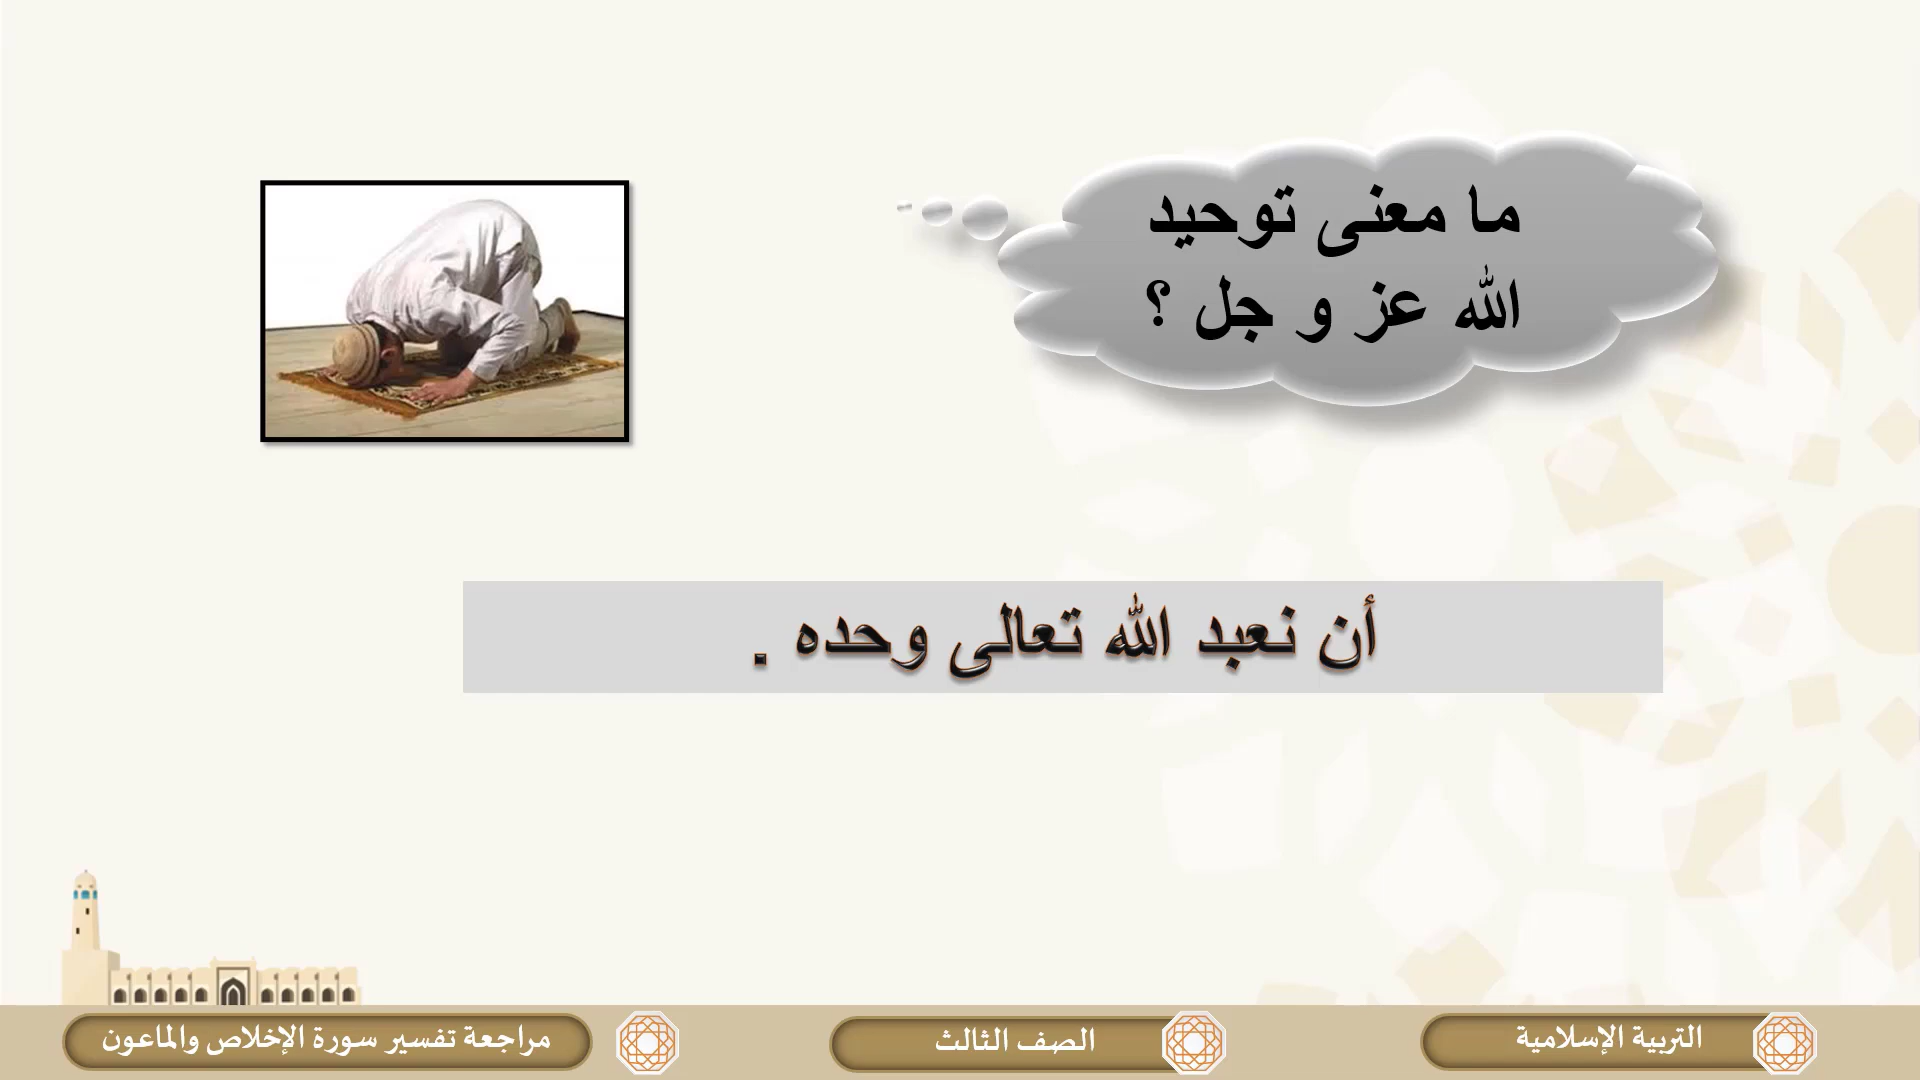 ما معنى توحيد
الله عز و جل ؟
أن نعبد الله تعالى وحده .
التربية الإسلامية
الصف الثالث
مراجعة تفسير سورة الإخلاص والماعون